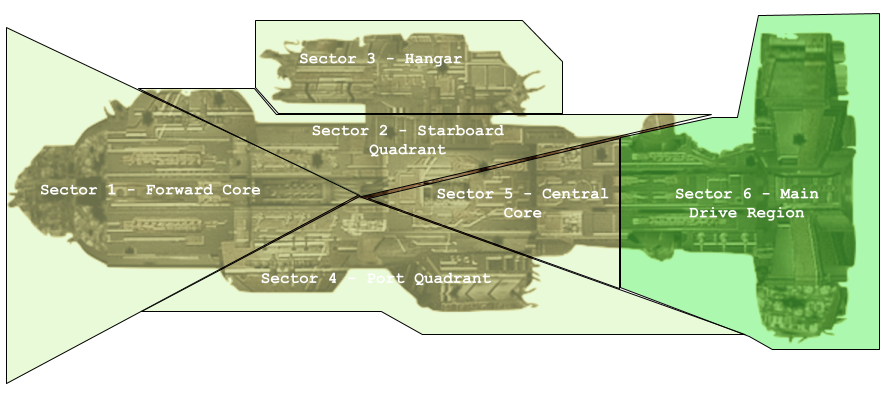 Sector 3 - Hangar
Sector 2 - Starboard
Quadrant
Sector 1 - Forward Core
Sector 5 - Central
Core
Sector 6 - Main
Drive Region
Sector 4 - Port Quadrant